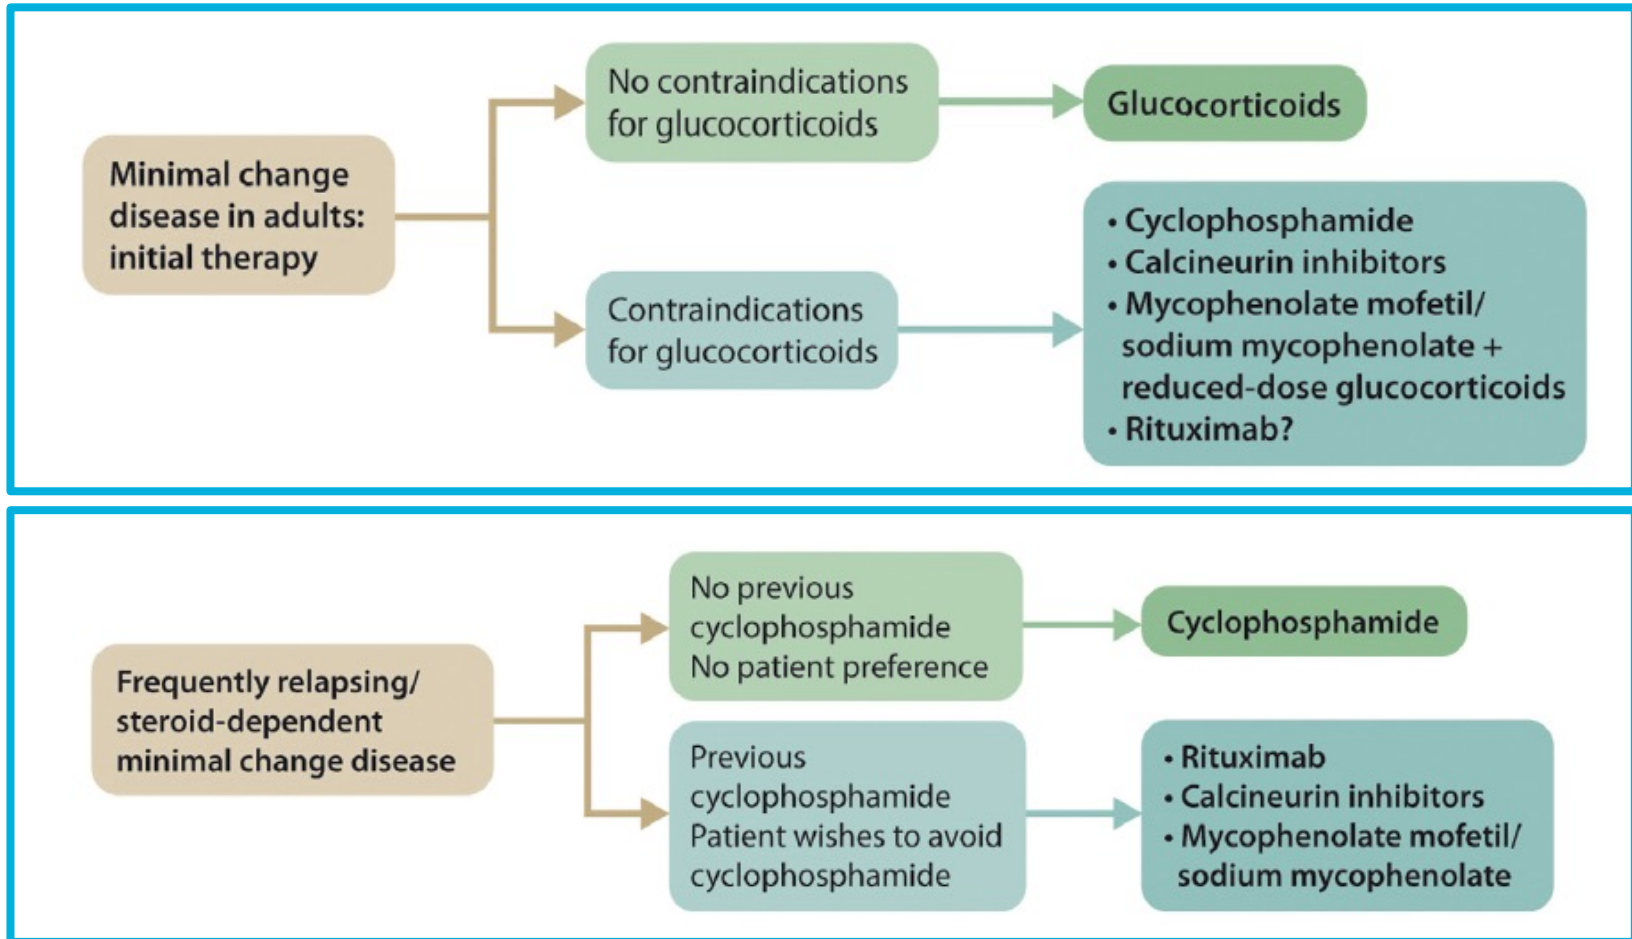 No contraindications
for glucocorticoids
Glucocorticoids
Minimal change
disease in adults:
initial therapy
Contraindications
for glucocorticoids
• Cyclophosphamide
• Calcineurin inhibitors
• Mycophenolate mofetil/
sodium mycophenolate +
reduced-dose glucocorticoids
• Rituximab?
No previous
cyclophosphamide
No patient preference
Cyclophosphamide
Frequently relapsing/
steroid-dependent
minimal change disease
Previous
cyclophosphamide
Patient wishes to avoid
cyclophosphamide
• Rituximab
• Calcineurin inhibitors
• Mycophenolate mofetil/
sodium mycophenolate